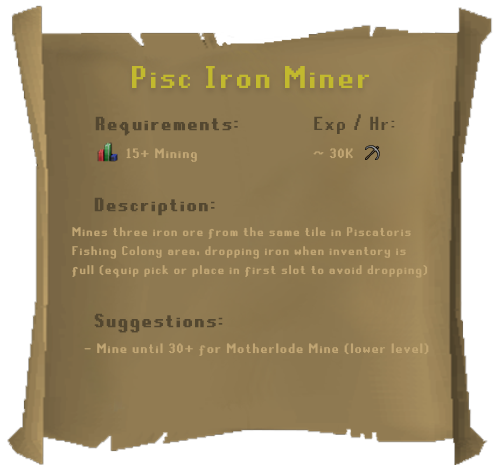 Pisc Iron Miner
Requirements:
Exp / Hr:
15+ Mining
~ 30K
Description:
Mines three iron ore from the same tile in Piscatoris
Fishing Colony area, dropping iron when inventory is
full (equip pick or place in first slot to avoid dropping)
Suggestions:
- Mine until 30+ for Motherlode Mine (lower level)